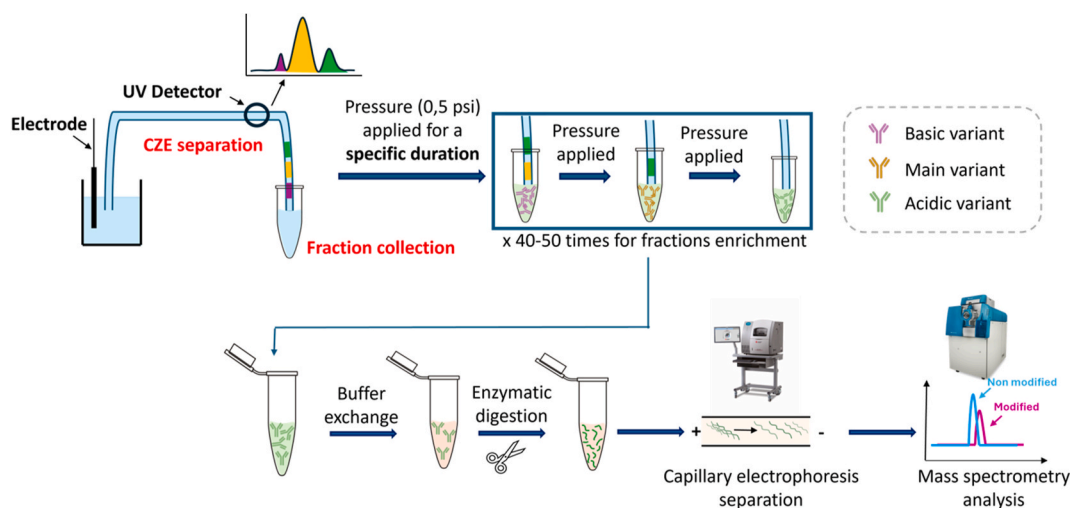 UV Detector
Electrode
CZE separation
Fraction collection
Pressure (0,5 psi)
applied for a
specific duration
Pressure
applied
Pressure
applied
x 40-50 times for fractions enrichment
Basic variant
Main variant
Acidic variant
Buffer
exchange
Enzymatic
digestion
+
-
Capillary electrophoresis
separation
Non modified
Modified
Mass spectrometry
analysis